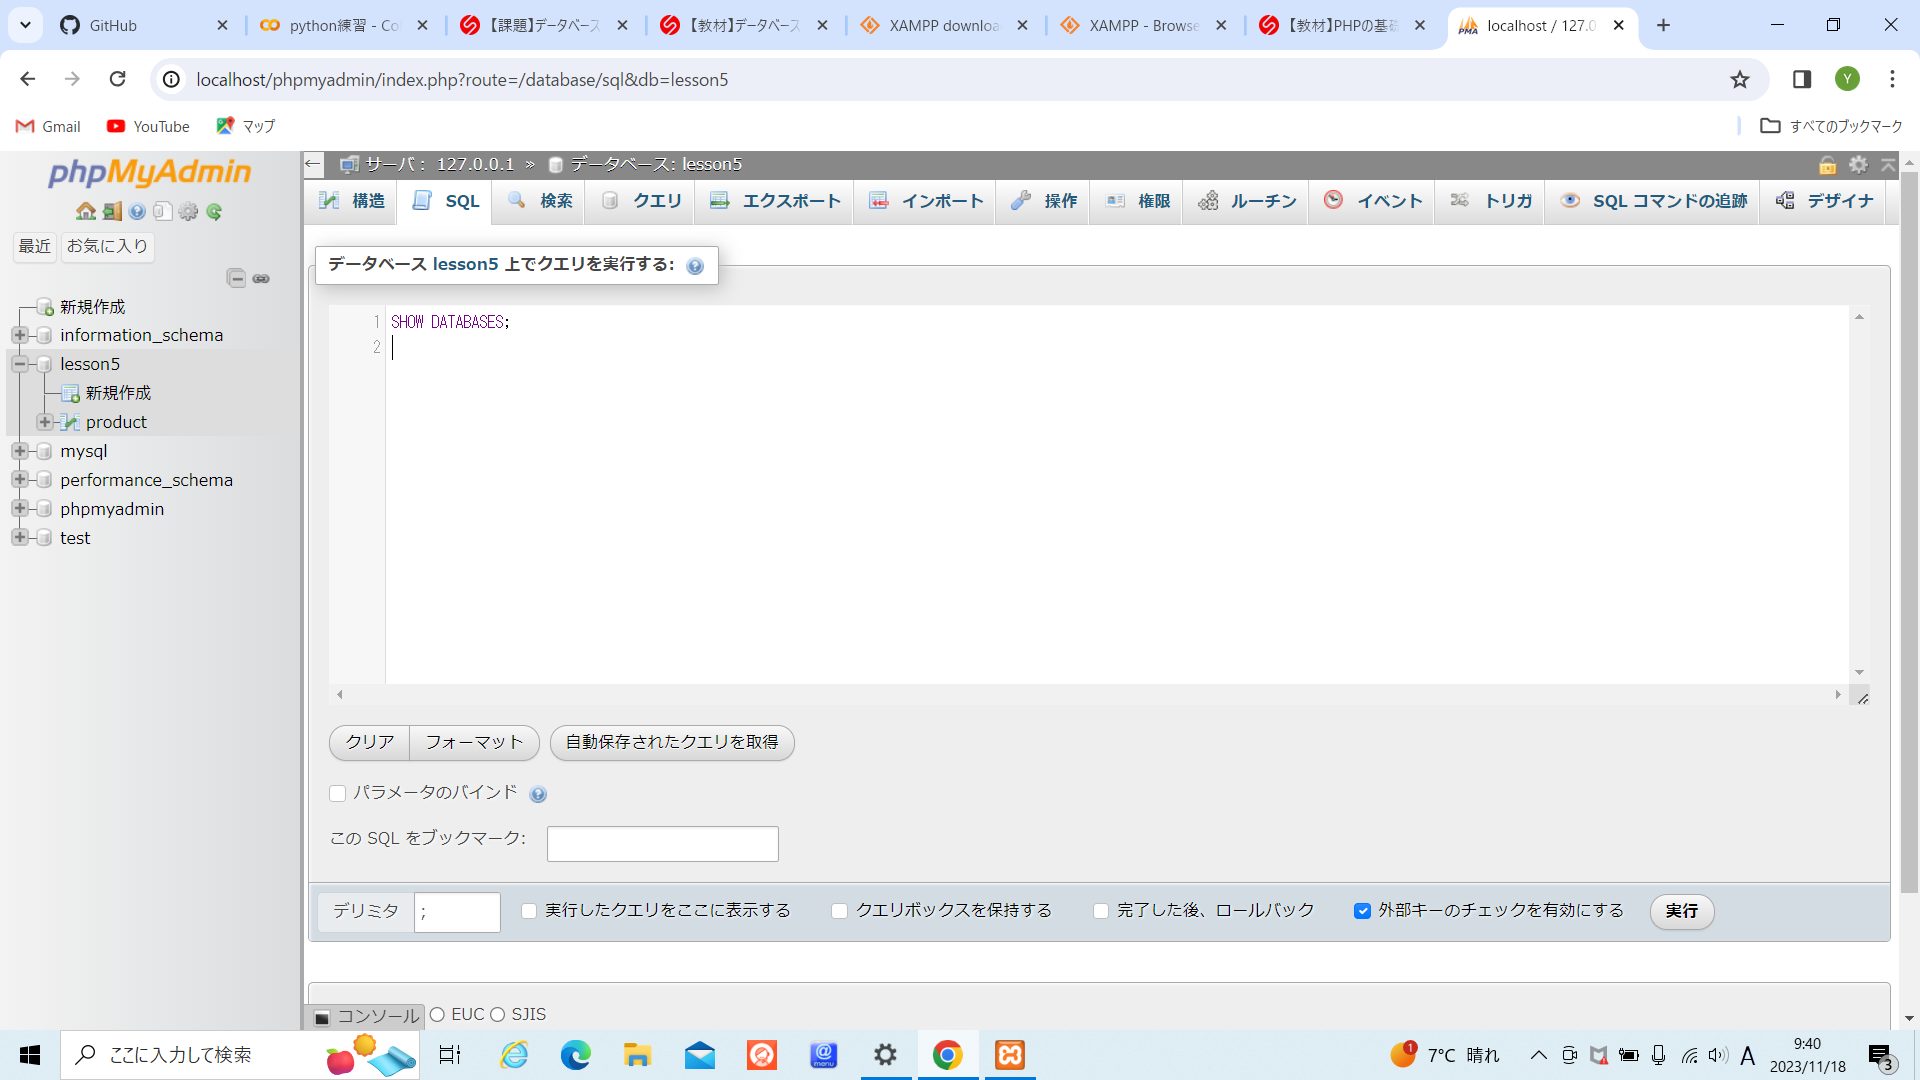 GitHub
python練習 - Co
【課題】データベース
【教材】データベース
XAMPP downloa
XAMPP - Browse
【教材】PHPの基礎
localhost / 127.0
localhost/phpmyadmin/index.php?route=/database/sql&db=lesson5
Y
Gmail
YouTube
マップ
すべてのブックマーク
phpMyAdmin
最近
お気に入り
新規作成
information_schema
lesson5
新規作成
product
mysql
performance_schema
phpmyadmin
test
サーバ: 127.0.0.1 » データベース: lesson5
構造
SQL
検索
クエリ
エクスポート
インポート
操作
権限
ルーチン
イベント
トリガ
SQL コマンドの追跡
デザイナ
データベース lesson5 上でクエリを実行する:
1 SHOW DATABASES;
2
クリア
フォーマット
自動保存されたクエリを取得
パラメータのバインド
この SQL をブックマーク:
デリミタ
;
実行したクエリをここに表示する
クエリボックスを保持する
完了した後、ロールバック
外部キーのチェックを有効にする
実行
コンソール
EUC
SJIS
ここに入力して検索
menu
1
7°C 晴れ
A
9:40
2023/11/18
3